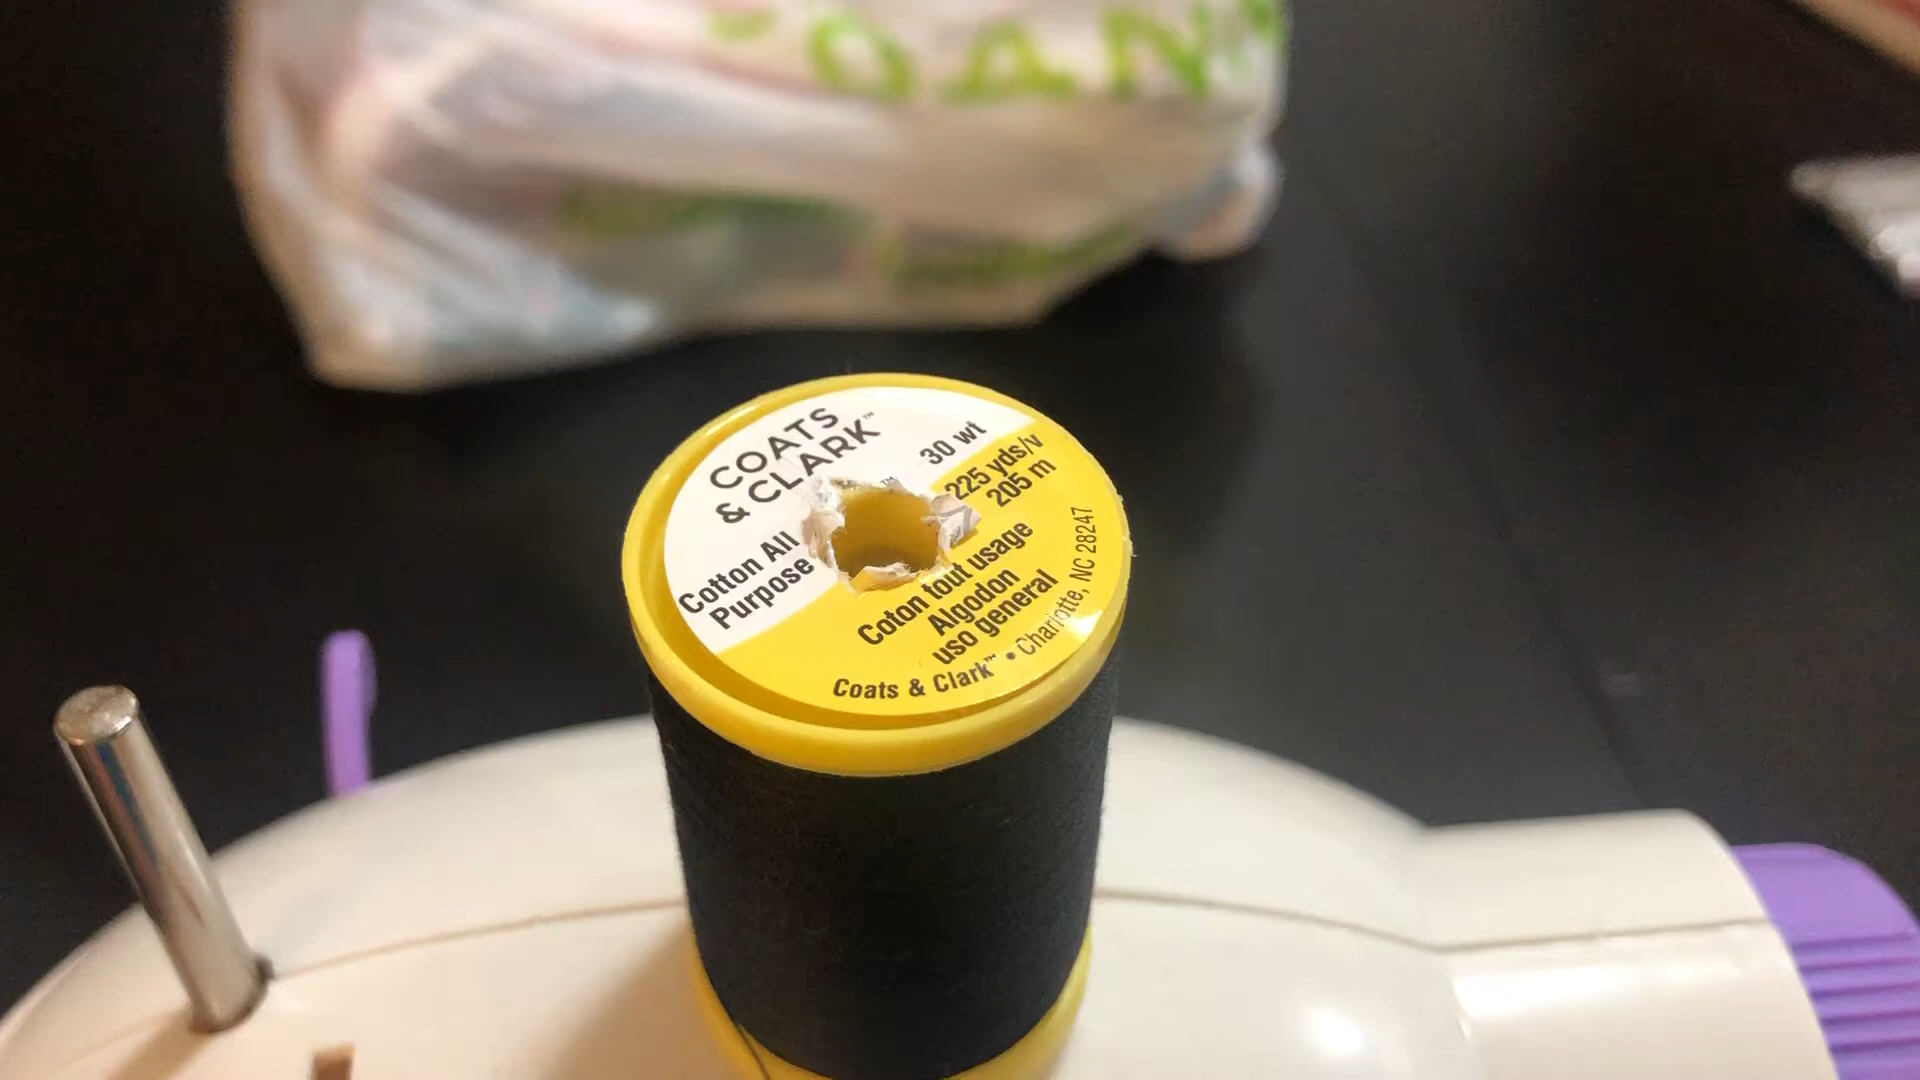 COATS
& CLARK™
30 wt
225 yds/v
205 m
Cotton All
Purpose
Coton tout usage
Algodon
uso general
Coats & Clark™ • Charlotte, NC 28247